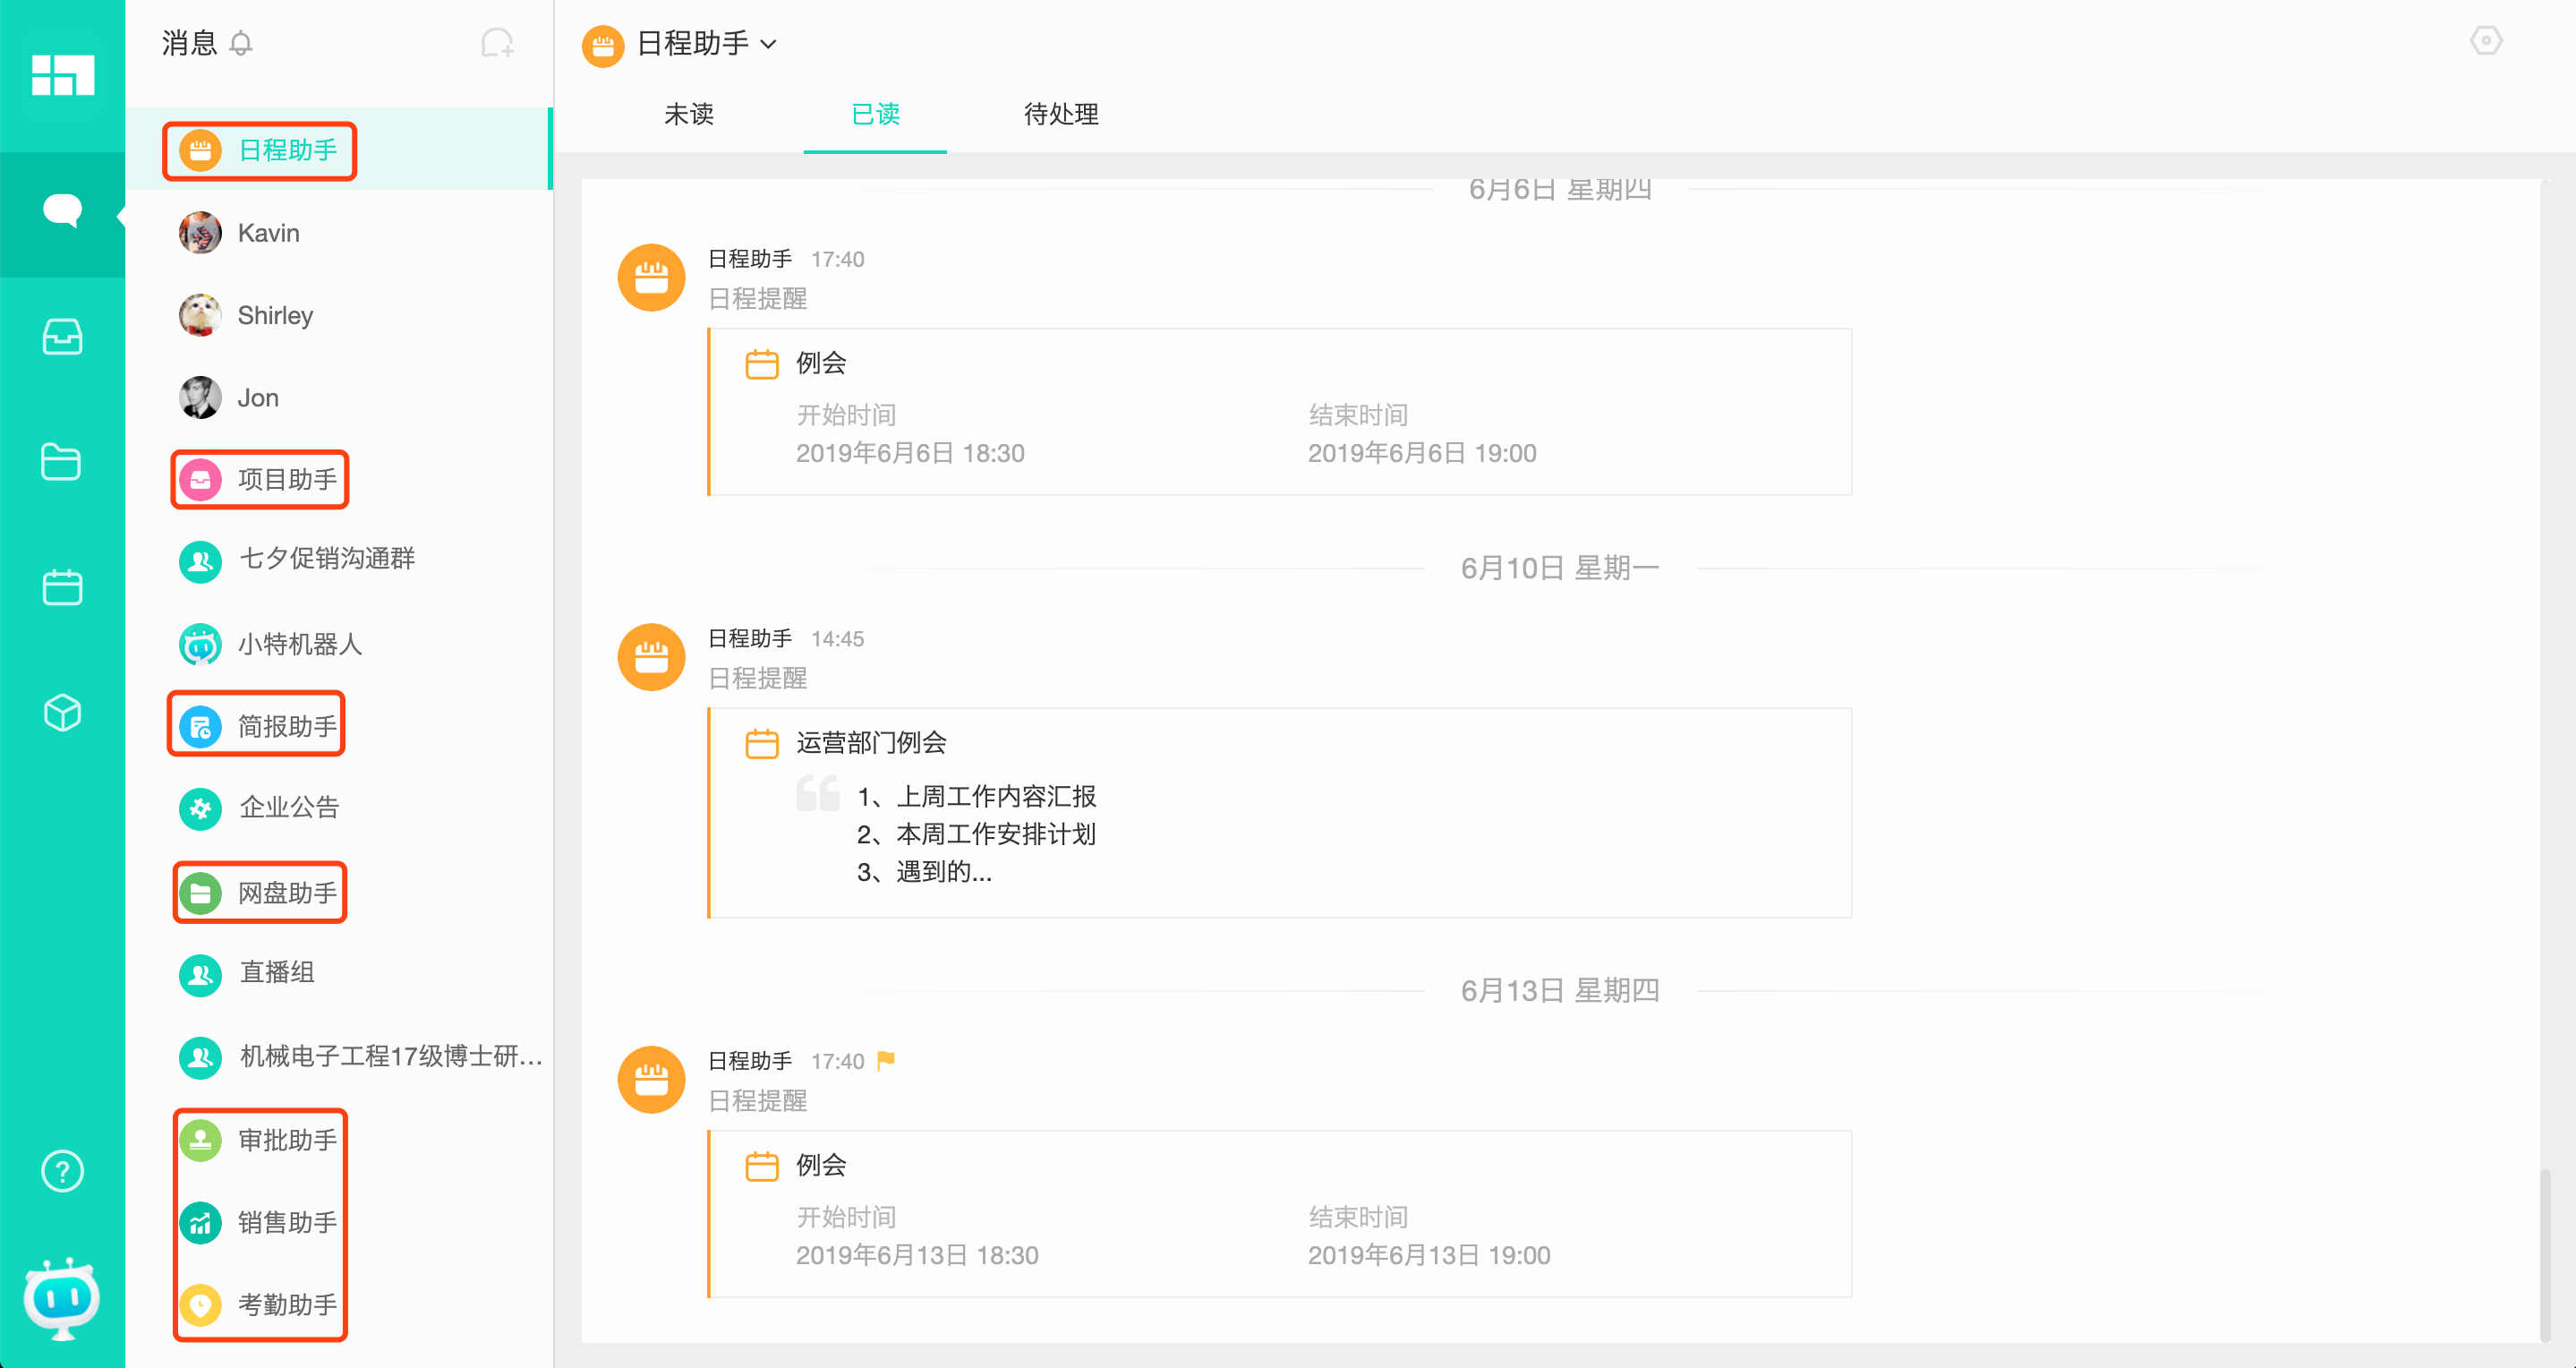 消息
日程助手
Kavin
Shirley
Jon
项目助手
七夕促销沟通群
小特机器人
简报助手
企业公告
网盘助手
直播组
机械电子工程17级博士研...
审批助手
销售助手
考勤助手
日程助手
未读 已读 待处理
6月6日 星期四
日程助手 17:40
日程提醒
例会
开始时间 结束时间
2019年6月6日 18:30 2019年6月6日 19:00
6月10日 星期一
日程助手 14:45
日程提醒
运营部门例会
1、上周工作内容汇报
2、本周工作安排计划
3、遇到的...
6月13日 星期四
日程助手 17:40
日程提醒
例会
开始时间 结束时间
2019年6月13日 18:30 2019年6月13日 19:00